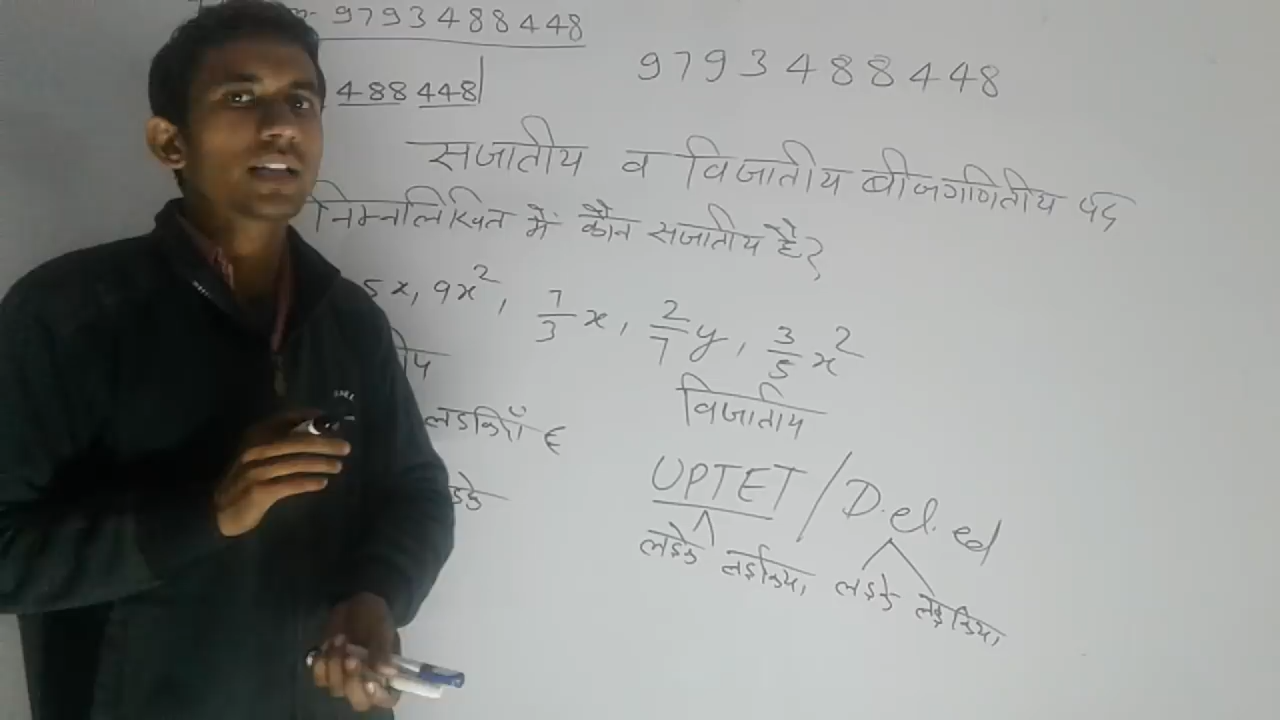 9793488448
9793488448
488448
सजातीय व विजातीय बीजगणितीय पद
निम्नलिखित में कौन सजातीय है?
5x, 9x², 7/3 x, 2/7 y, 3/5 x²
विजातीय
लडकियाँ
UPTET / D.el.ed
लड़के लड़किया, लड़के लड़किया,